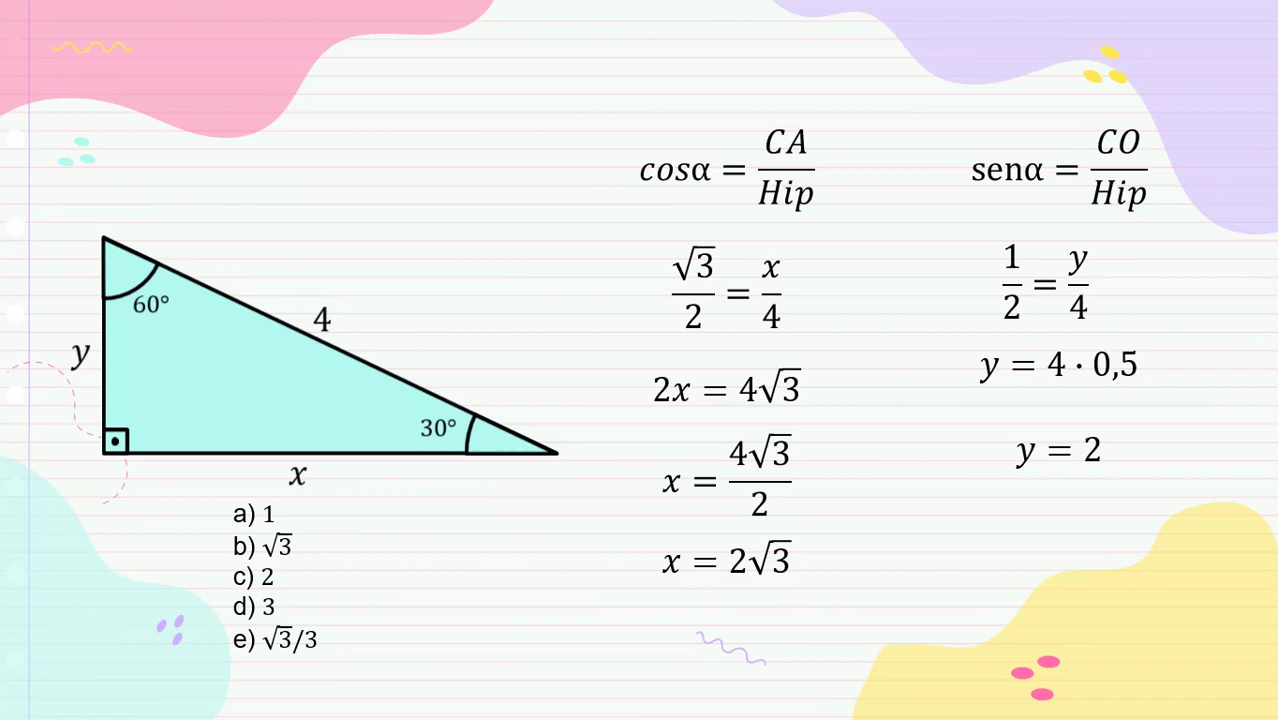 60°
4
y
30°
x
a) 1
b) √3
c) 2
d) 3
e) √3/3
cosα = CA/Hip
√3/2 = x/4
2x = 4√3
x = 4√3/2
x = 2√3
senα = CO/Hip
1/2 = y/4
y = 4 · 0,5
y = 2